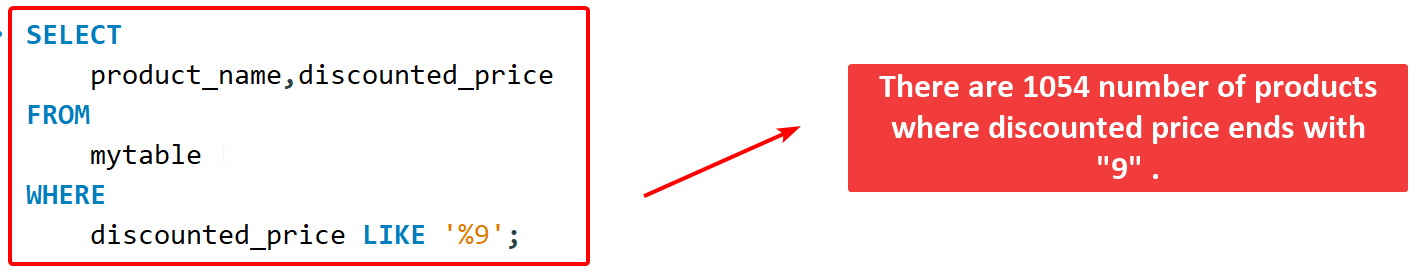 SELECT
product_name,discounted_price
FROM
mytable
WHERE
discounted_price LIKE '%9';
There are 1054 number of products
where discounted price ends with
"9" .